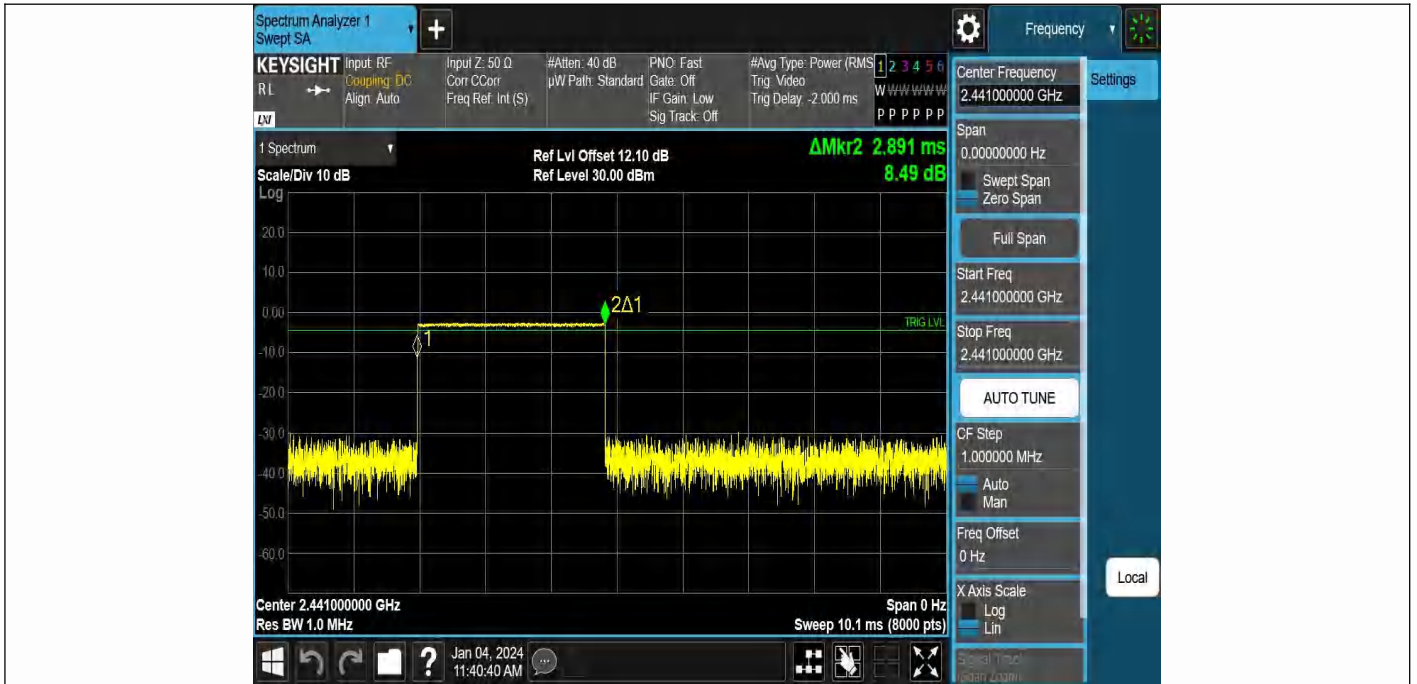 Spectrum Analyzer 1
Swept SA
+
Frequency
KEYSIGHT
RL
LXI
Input: RF
Coupling: DC
Align: Auto
Input Z: 50 Ω
Corr CCorr
Freq Ref: Int (S)
#Atten: 40 dB
µW Path: Standard
PNO: Fast
Gate: Off
IF Gain: Low
Sig Track: Off
#Avg Type: Power (RMS
Trig: Video
Trig Delay: -2.000 ms
1 2 3 4 5 6
W W W W W W
P P P P P P
1 Spectrum
Scale/Div 10 dB
Log
Ref Lvl Offset 12.10 dB
Ref Level 30.00 dBm
ΔMkr2 2.891 ms
8.49 dB
20.0
10.0
0.00
-10.0
-20.0
-30.0
-40.0
-50.0
-60.0
2Δ1
1
TRIG LVL
Center 2.441000000 GHz
Res BW 1.0 MHz
Span 0 Hz
Sweep 10.1 ms (8000 pts)
Jan 04, 2024
11:40:40 AM
?
Center Frequency
2.441000000 GHz
Settings
Span
0.00000000 Hz
Swept Span
Zero Span
Full Span
Start Freq
2.441000000 GHz
Stop Freq
2.441000000 GHz
AUTO TUNE
CF Step
1.000000 MHz
Auto
Man
Freq Offset
0 Hz
X Axis Scale
Log
Lin
Local
Signal Track
(Span Zoom)